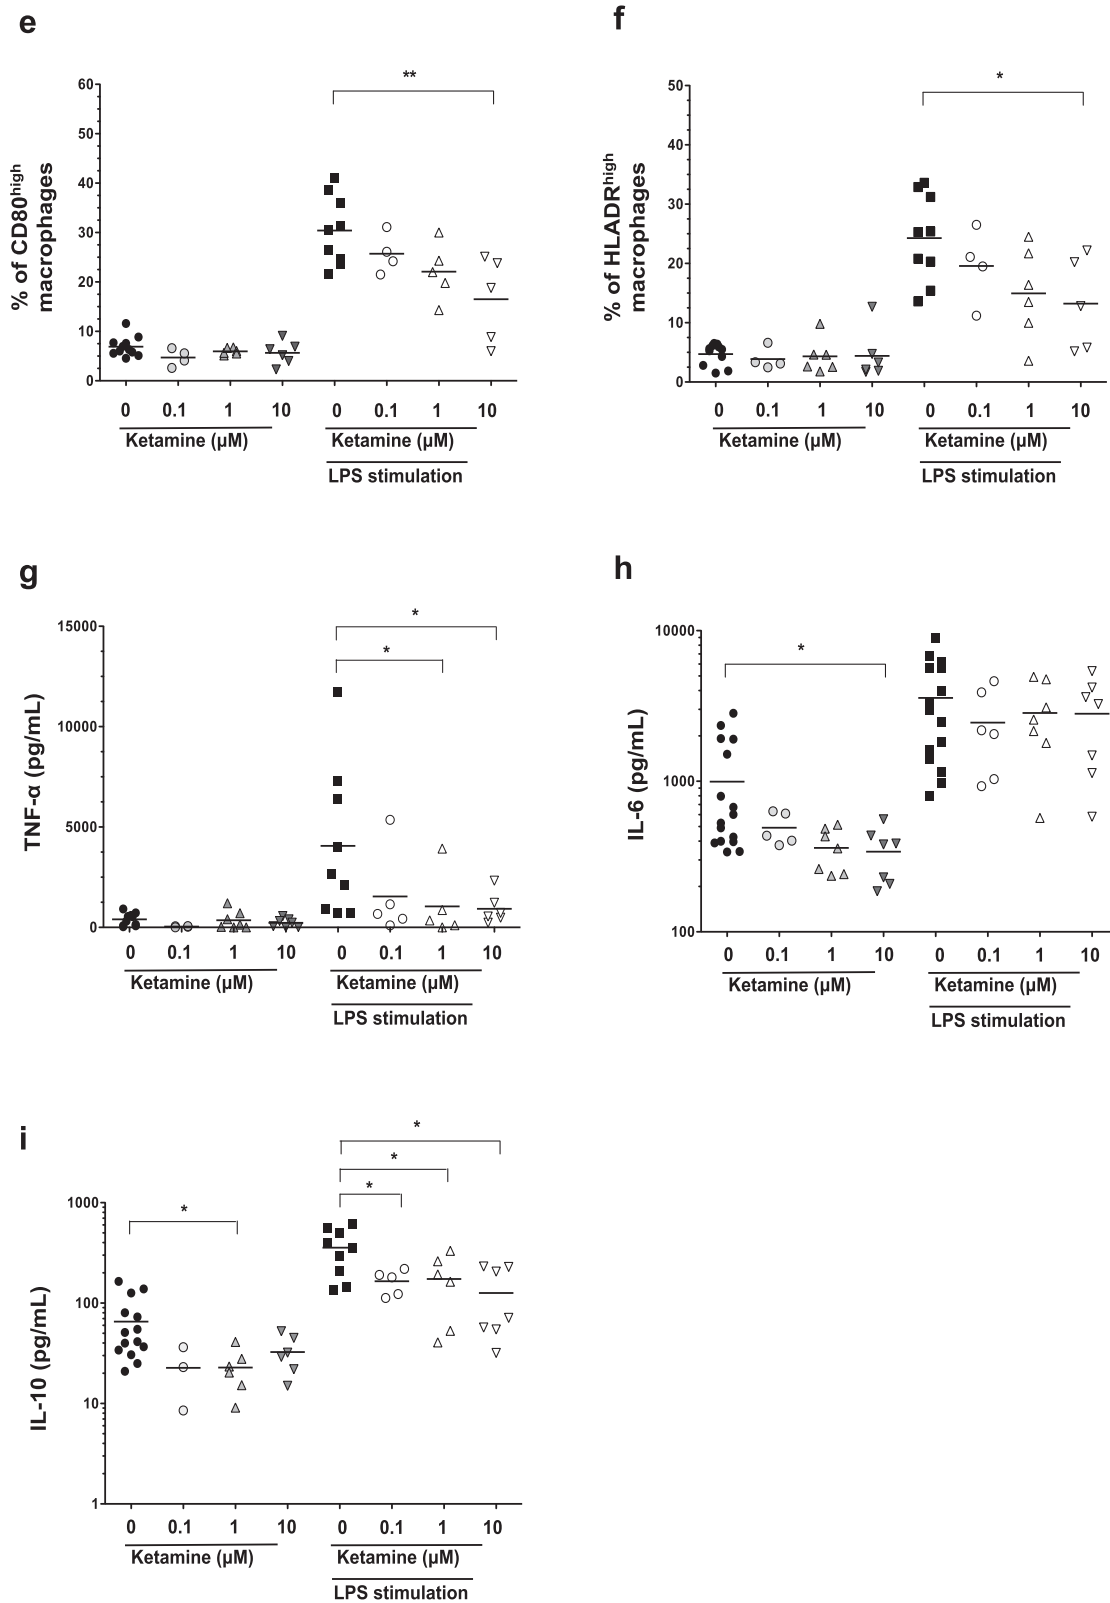 e
% of CD80high
macrophages
60
50
40
30
20
10
0
**
0 0.1 1 10 0 0.1 1 10
Ketamine (µM) Ketamine (µM)
LPS stimulation
f
% of HLADRhigh
macrophages
50
40
30
20
10
0
*
0 0.1 1 10 0 0.1 1 10
Ketamine (µM) Ketamine (µM)
LPS stimulation
g
TNF-α (pg/mL)
15000
10000
5000
0
*
*
0 0.1 1 10 0 0.1 1 10
Ketamine (µM) Ketamine (µM)
LPS stimulation
h
IL-6 (pg/mL)
10000
1000
100
*
0 0.1 1 10 0 0.1 1 10
Ketamine (µM) Ketamine (µM)
LPS stimulation
i
IL-10 (pg/mL)
1000
100
10
1
*
*
*
*
0 0.1 1 10 0 0.1 1 10
Ketamine (µM) Ketamine (µM)
LPS stimulation